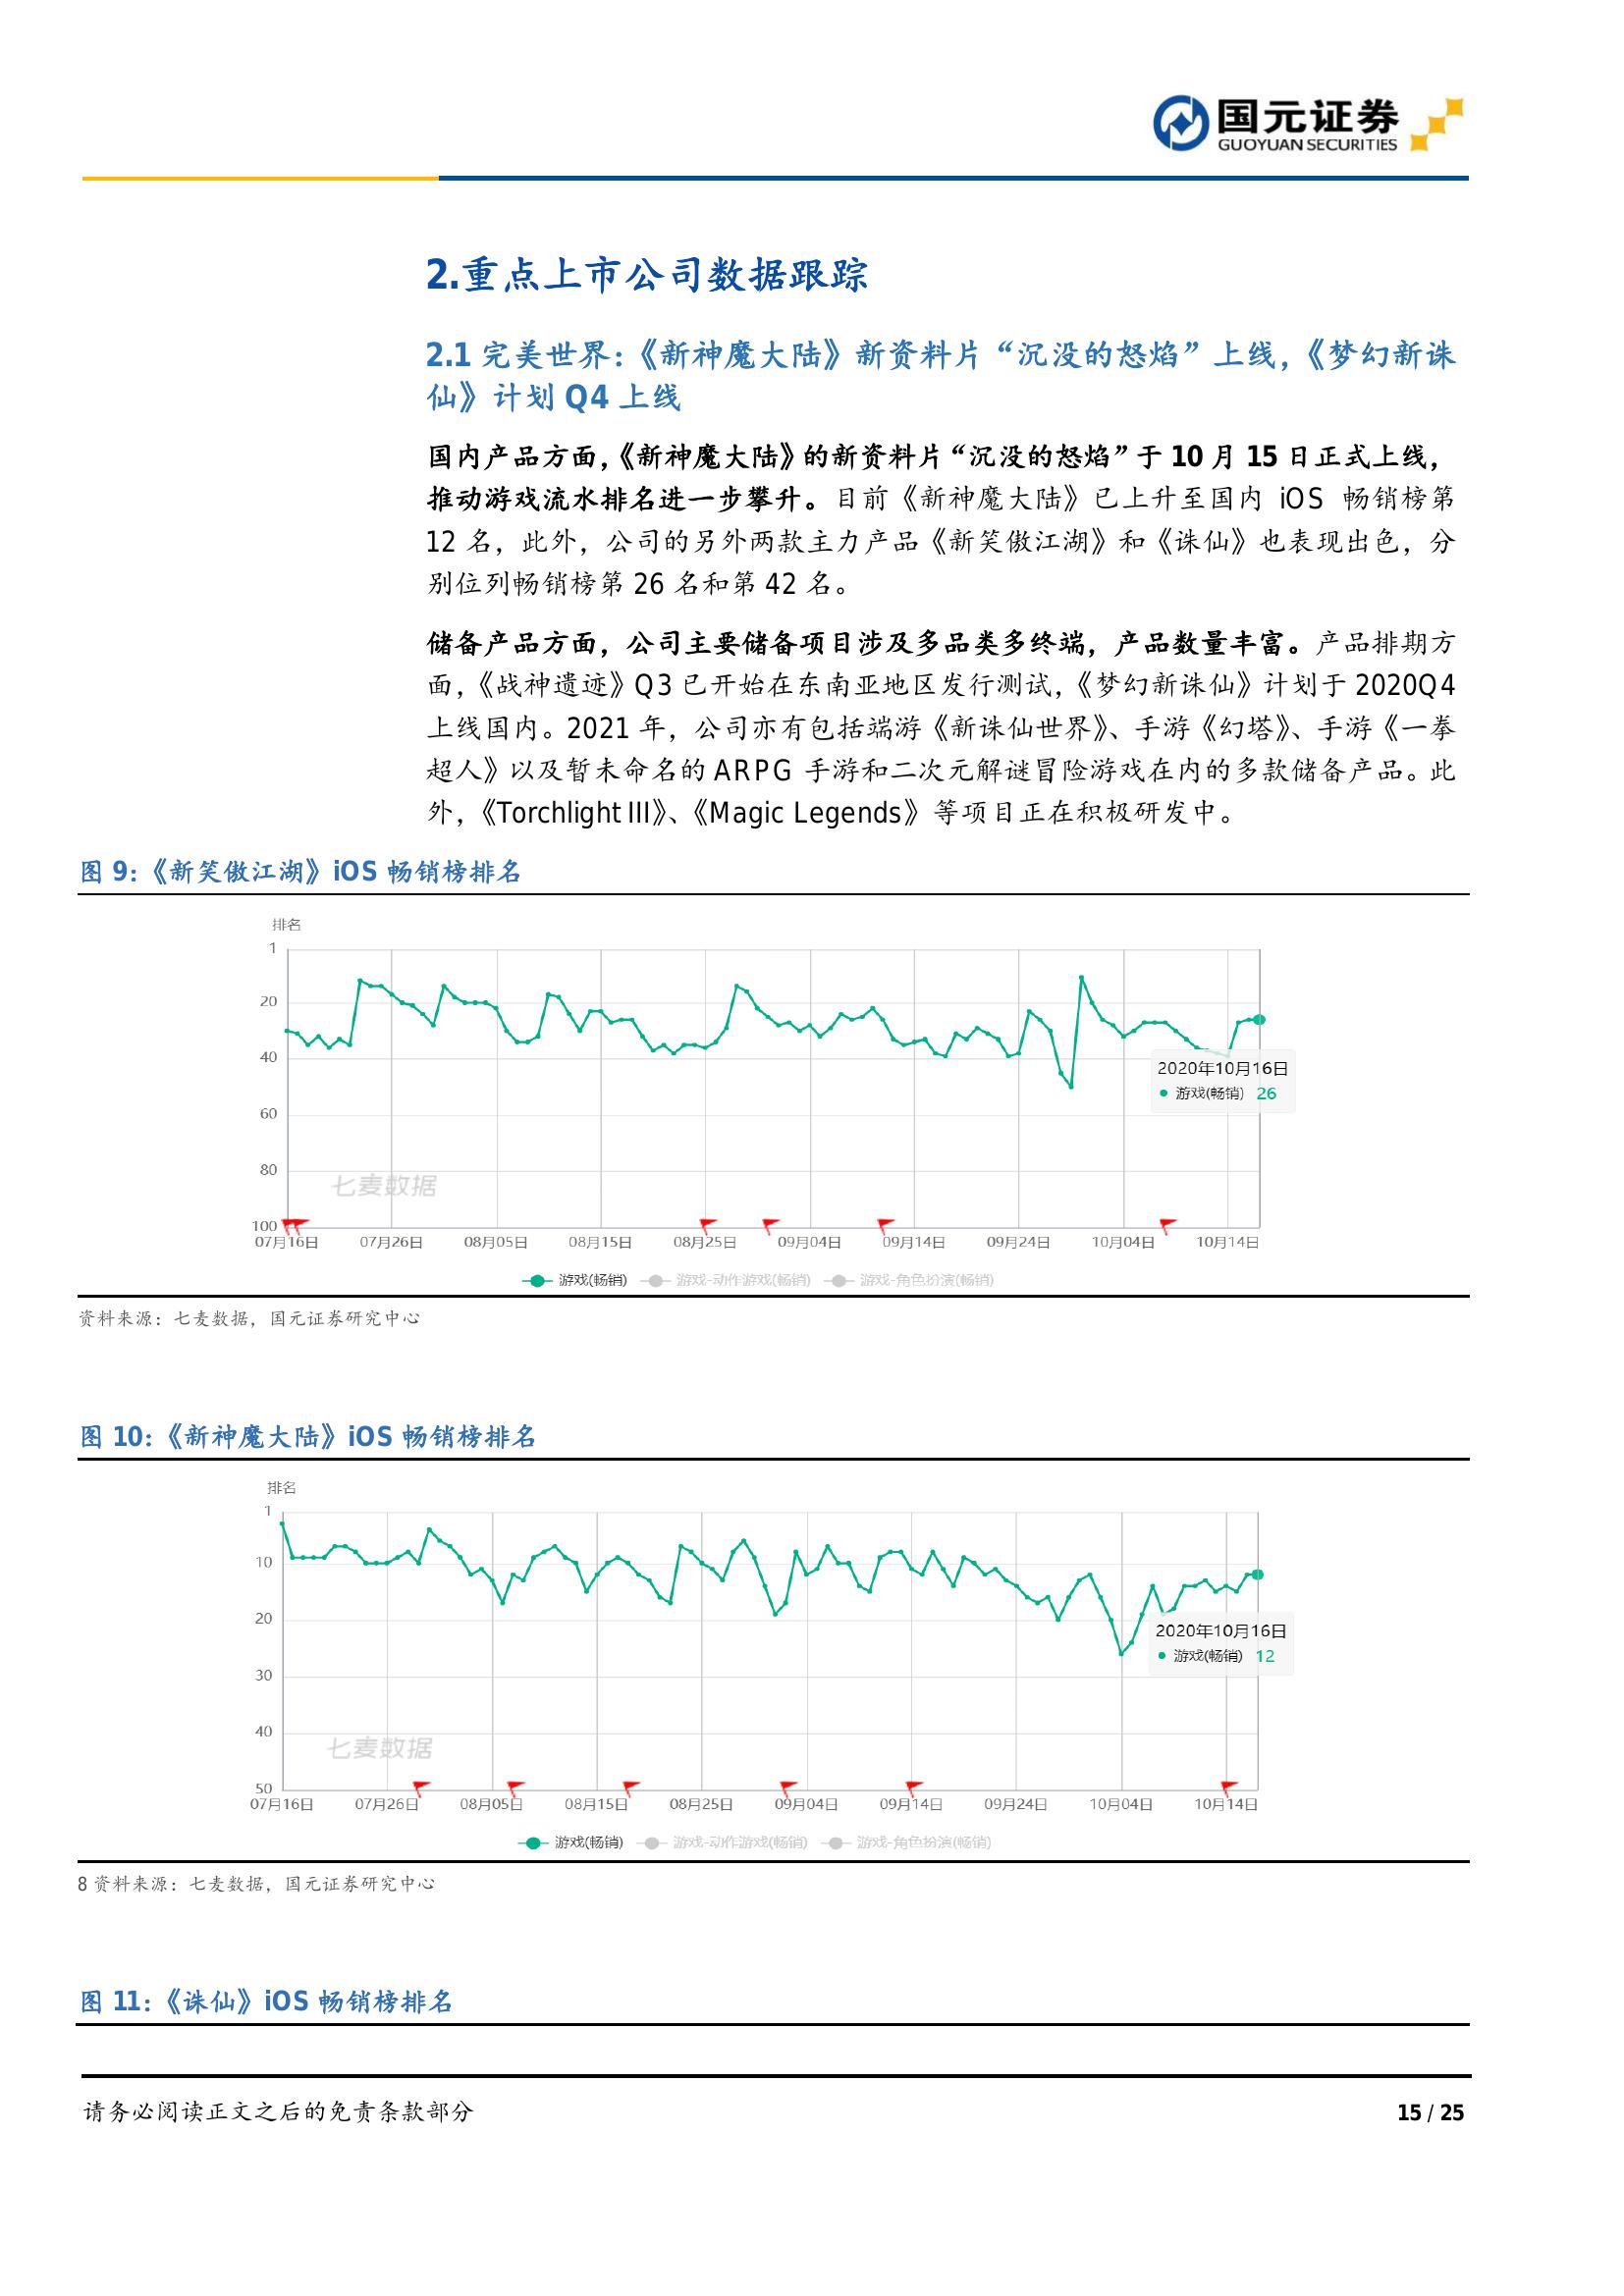 国元证券
GUOYUAN SECURITIES
2.重点上市公司数据跟踪
2.1 完美世界：《新神魔大陆》新资料片“沉没的怒焰”上线，《梦幻新诛
仙》计划 Q4 上线
国内产品方面，《新神魔大陆》的新资料片“沉没的怒焰”于 10 月 15 日正式上线，
推动游戏流水排名进一步攀升。目前《新神魔大陆》已上升至国内 iOS 畅销榜第
12 名，此外，公司的另外两款主力产品《新笑傲江湖》和《诛仙》也表现出色，分
别位列畅销榜第 26 名和第 42 名。
储备产品方面，公司主要储备项目涉及多品类多终端，产品数量丰富。产品排期方
面，《战神遗迹》Q3 已开始在东南亚地区发行测试，《梦幻新诛仙》计划于 2020Q4
上线国内。2021 年，公司亦有包括端游《新诛仙世界》、手游《幻塔》、手游《一拳
超人》以及暂未命名的 ARPG 手游和二次元解谜冒险游戏在内的多款储备产品。此
外，《Torchlight III》、《Magic Legends》等项目正在积极研发中。
图 9：《新笑傲江湖》iOS 畅销榜排名
排名
1
20
40
2020年10月16日
游戏(畅销) 26
60
80
七麦数据
100
07月16日 07月26日 08月05日 08月15日 08月25日 09月04日 09月14日 09月24日 10月04日 10月14日
游戏(畅销) 游戏-动作游戏(畅销) 游戏-角色扮演(畅销)
资料来源：七麦数据，国元证券研究中心
图 10：《新神魔大陆》iOS 畅销榜排名
排名
1
10
20
2020年10月16日
游戏(畅销) 12
30
40
七麦数据
50
07月16日 07月26日 08月05日 08月15日 08月25日 09月04日 09月14日 09月24日 10月04日 10月14日
游戏(畅销) 游戏-动作游戏(畅销) 游戏-角色扮演(畅销)
8 资料来源：七麦数据，国元证券研究中心
图 11：《诛仙》iOS 畅销榜排名
请务必阅读正文之后的免责条款部分
15 / 25